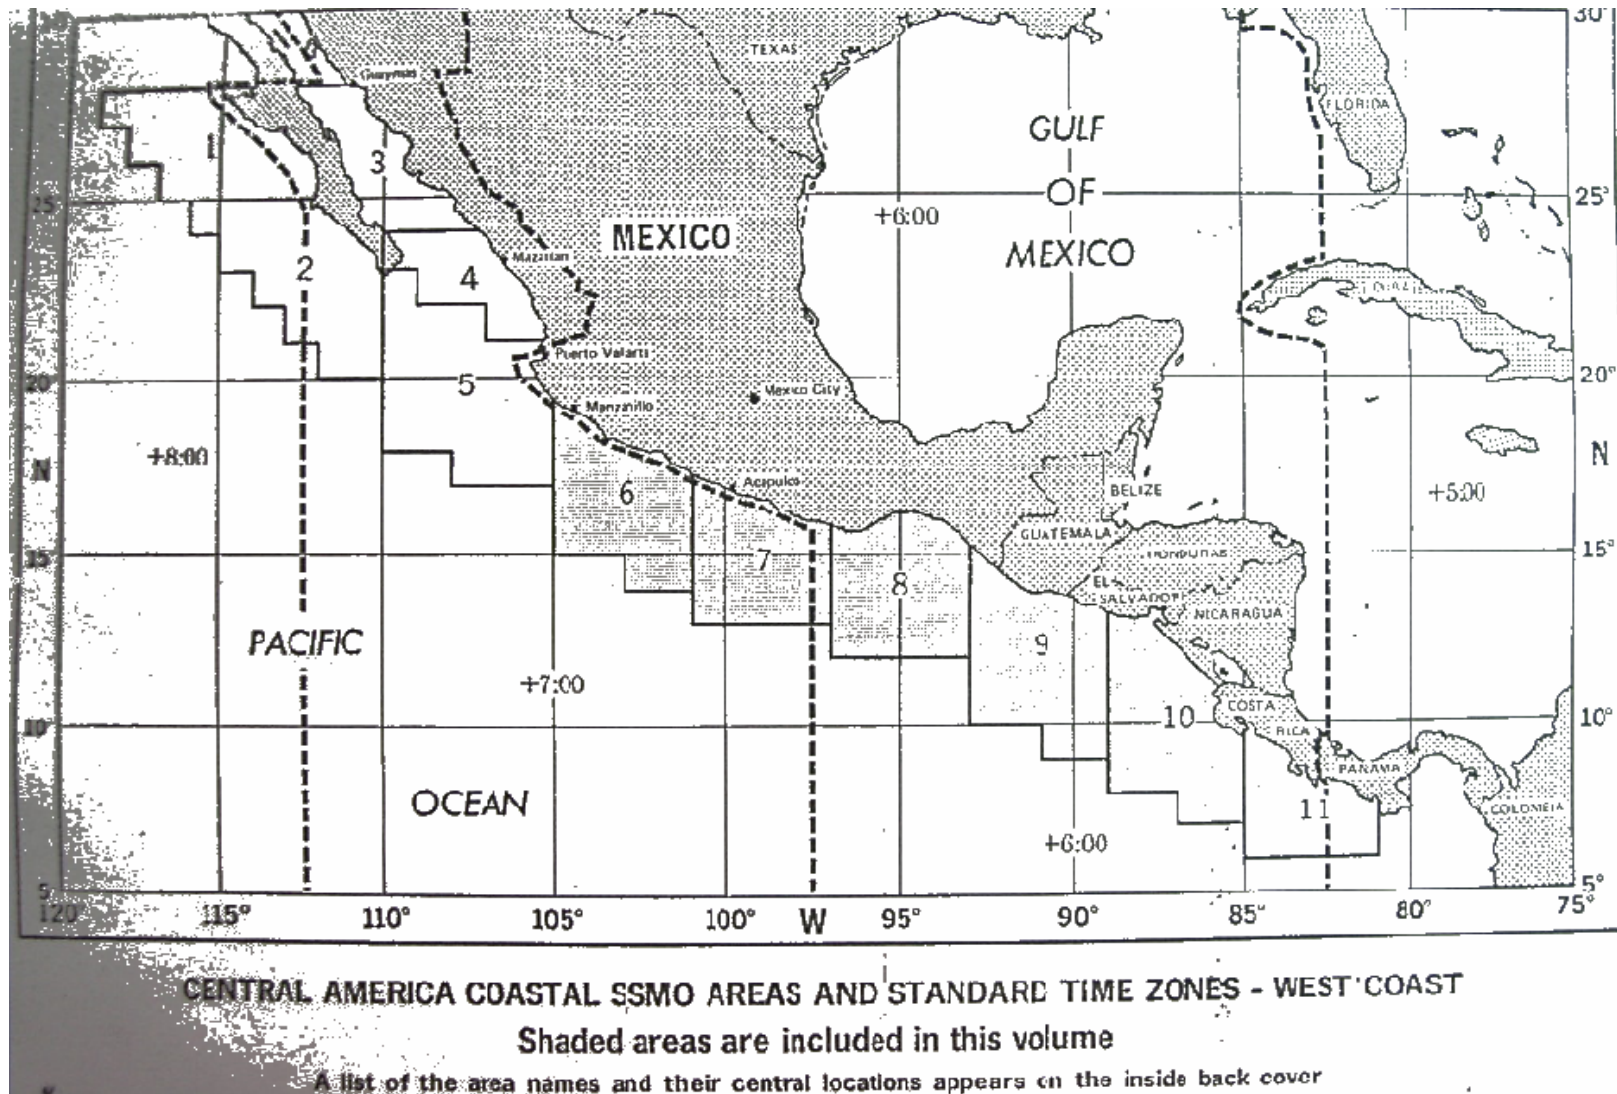 30°
TEXAS
Guaymas
FLORIDA
GULF
1
3
25
OF
25°
+6:00
MEXICO
MEXICO
Mazatlan
2
4
Puerto Valarti
5
20°
20°
Mexico City
Manzanillo
+8:00
N
N
6
Acapulco
BELIZE
+5:00
GUATEMALA
HONDURAS
15
15°
7
8
EL
SALVADOR
NICARAGUA
PACIFIC
9
+7:00
COSTA
10
10
10°
RICA
PANAMA
OCEAN
11
COLOMBIA
+6:00
5
5°
120
115°
110°
105°
100°
W
95°
90°
85°
80°
75°
CENTRAL AMERICA COASTAL SSMO AREAS AND STANDARD TIME ZONES - WEST COAST
Shaded areas are included in this volume
A list of the area names and their central locations appears on the inside back cover